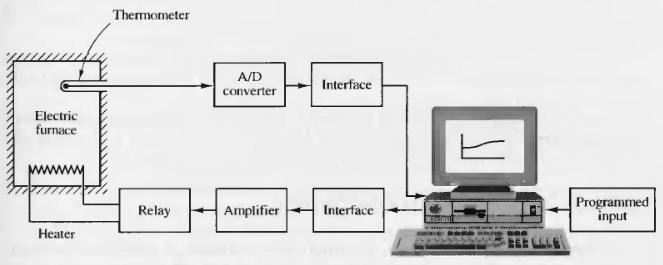 Thermometer
A/D
converter
Interface
Electric
furnace
Relay
Amplifier
Interface
Programmed
input
Heater